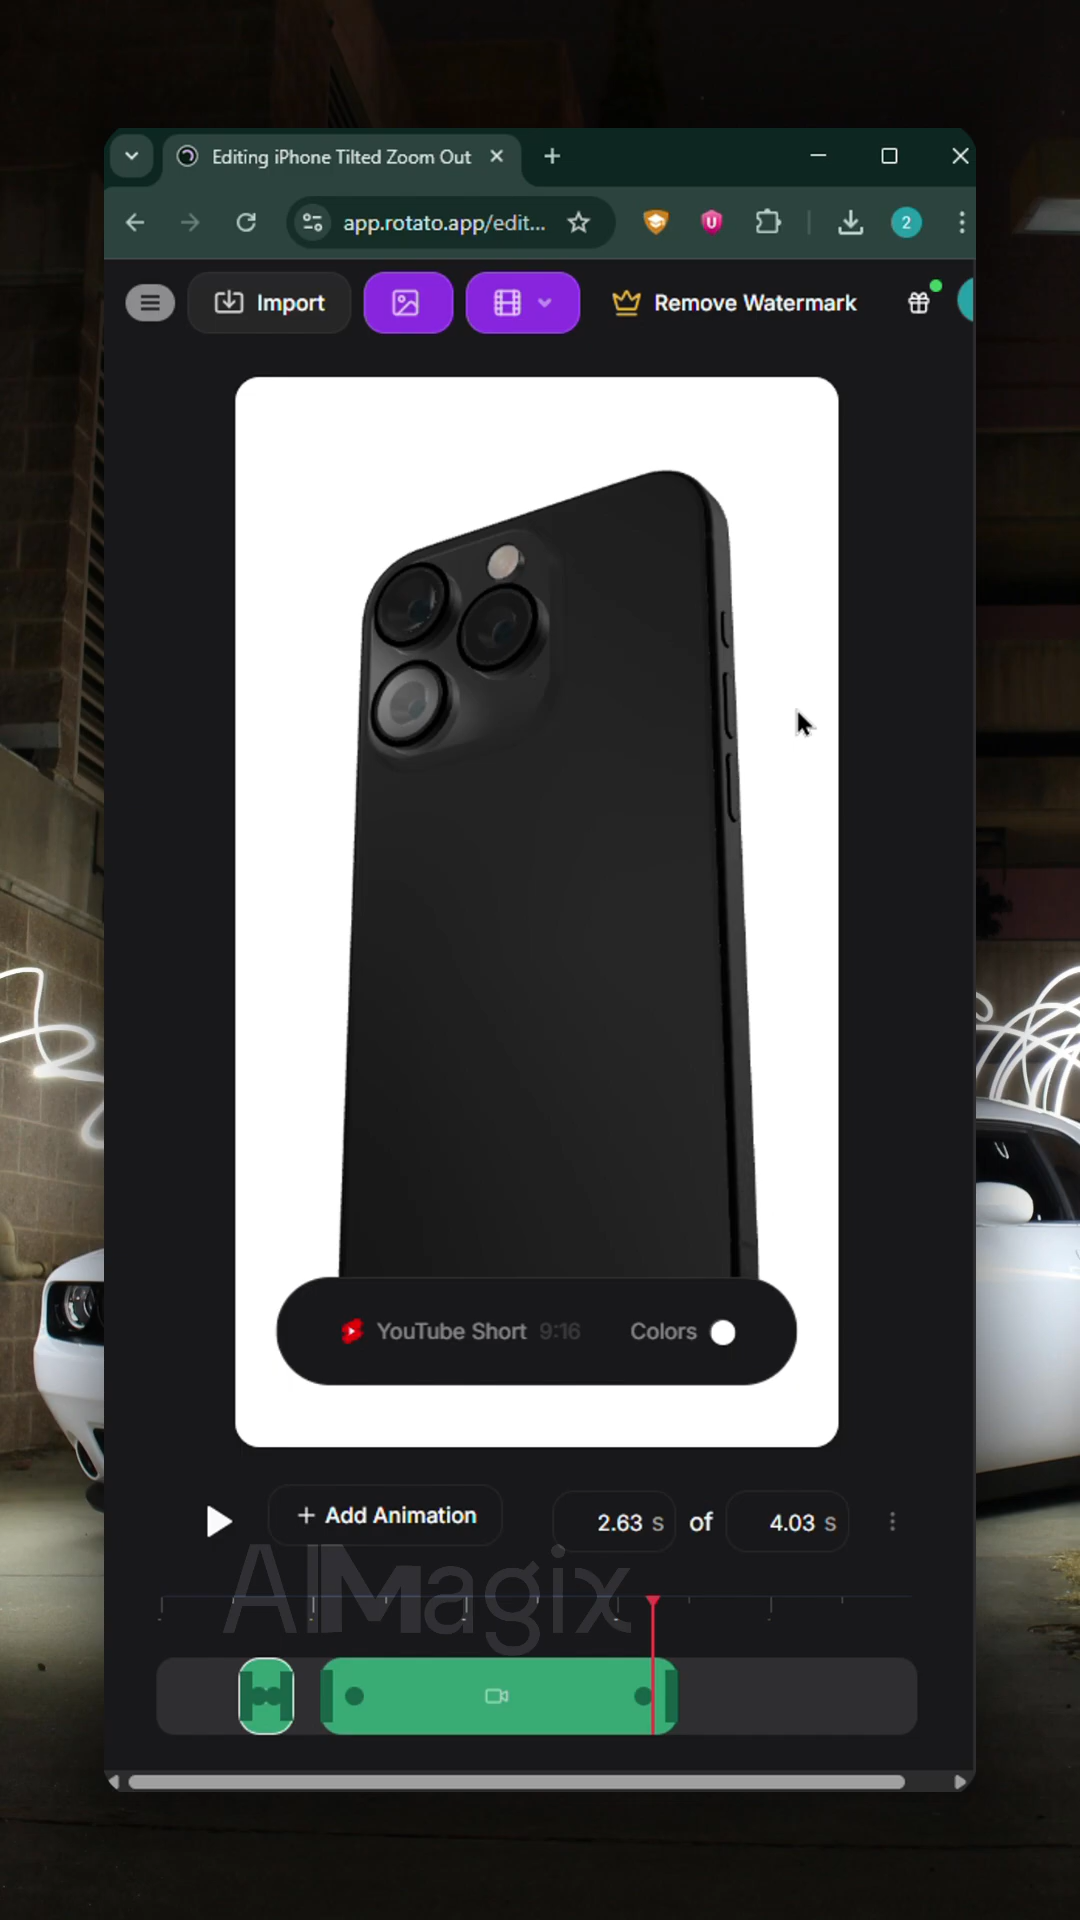 Editing iPhone Tilted Zoom Out
app.rotato.app/edit...
2
Import
Remove Watermark
YouTube Short 9:16 Colors
+ Add Animation
2.63 s of 4.03 s
AIMagix